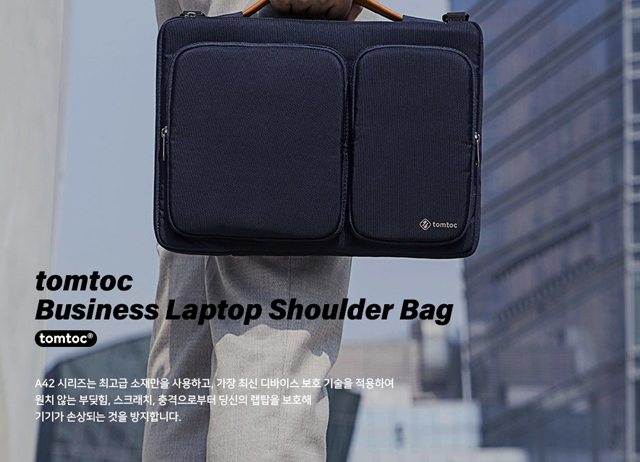 tomtoc
tomtoc
Business Laptop Shoulder Bag
tomtoc®
A42 시리즈는 최고급 소재만을 사용하고, 가장 최신 디바이스 보호 기술을 적용하여
원치 않는 부딪힘, 스크래치, 충격으로부터 당신의 랩탑을 보호해
기기가 손상되는 것을 방지합니다.